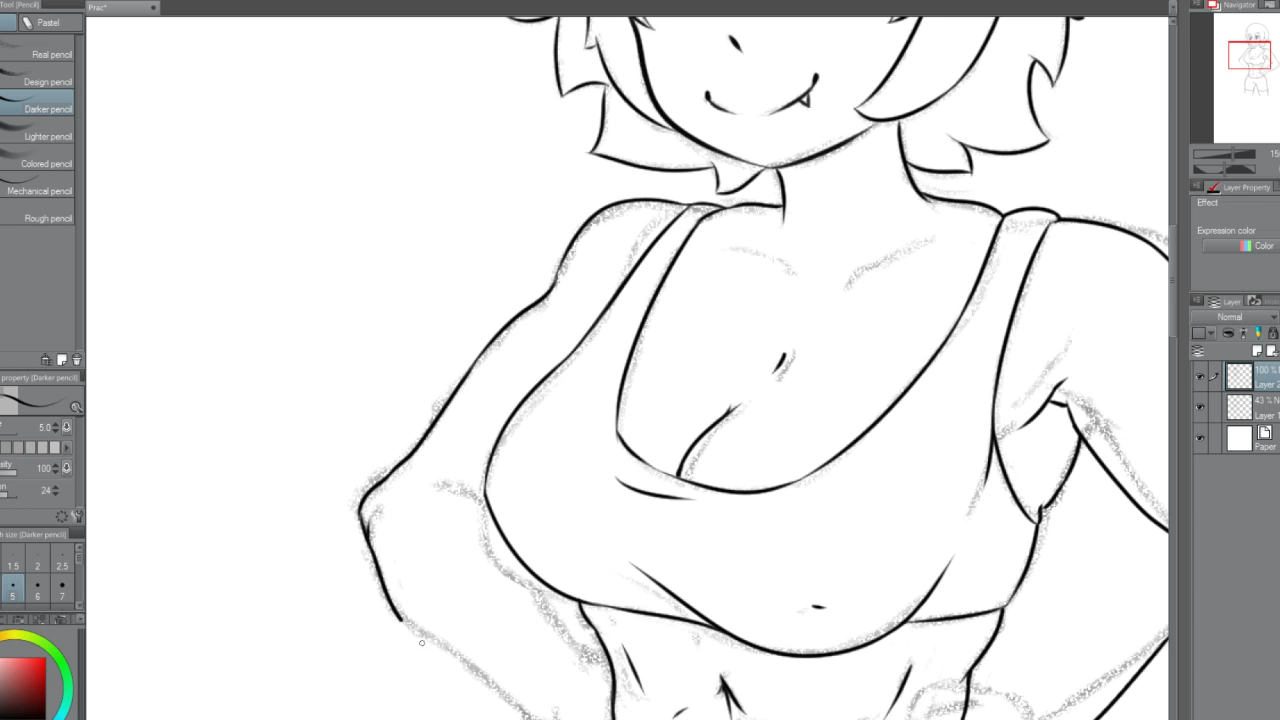 Tool [Pencil]
Prac*
Navigator
Pastel
Real pencil
Design pencil
Darker pencil
Lighter pencil
Colored pencil
Mechanical pencil
Rough pencil
15
Layer Property
Effect
Expression color
Color
Layer
Normal
100 %
Layer 2
43 % N
Layer 1
Paper
property [Darker pencil]
5.0
100
24
h size [Darker pencil]
1.5 2 2.5
5 6 7